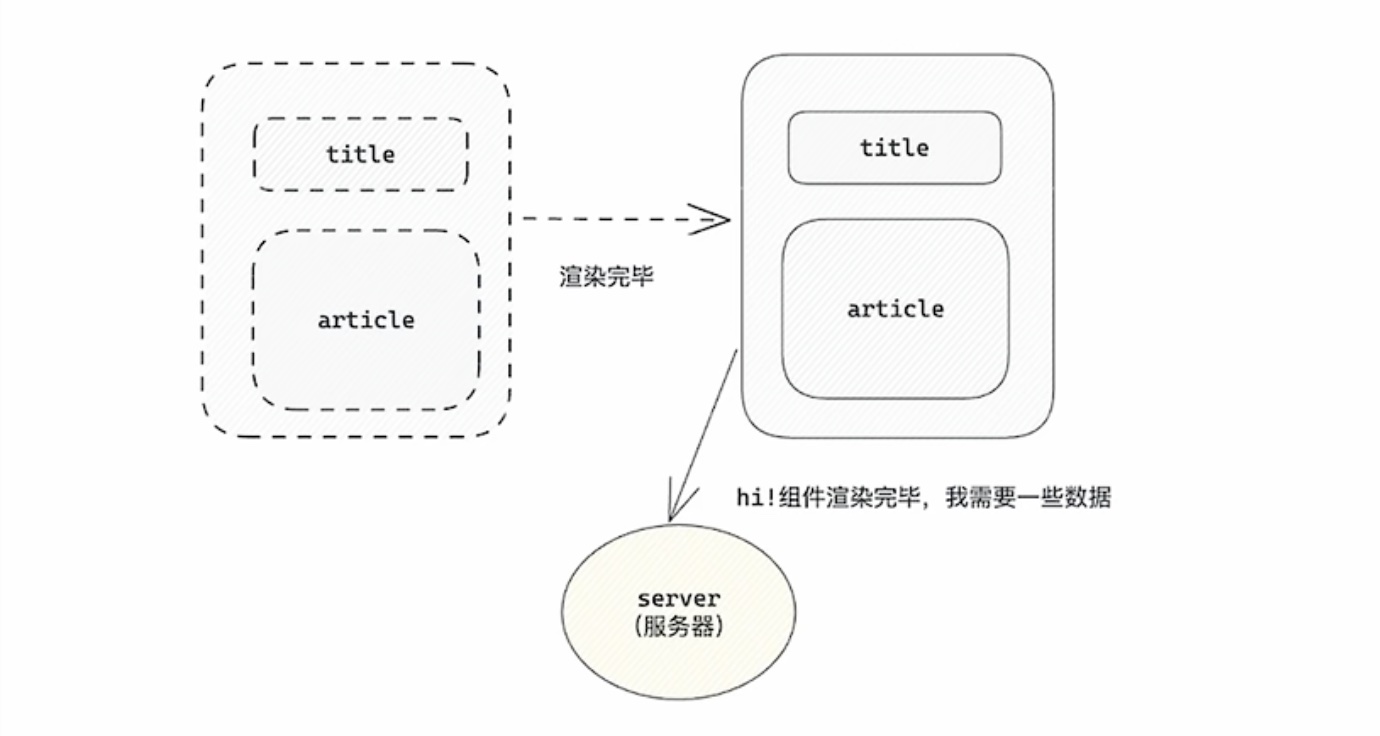 title
article
渲染完毕
title
article
hi!组件渲染完毕，我需要一些数据
server
(服务器)